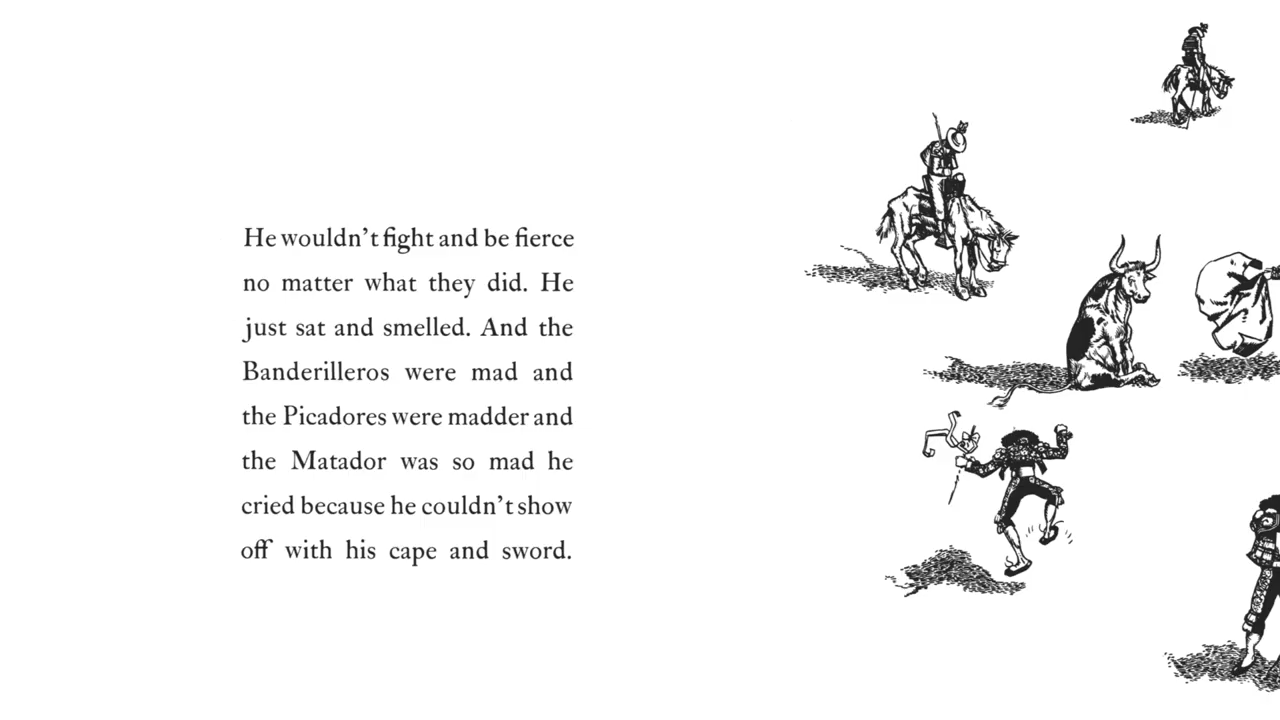 He wouldn't fight and be fierce
no matter what they did. He
just sat and smelled. And the
Banderilleros were mad and
the Picadores were madder and
the Matador was so mad he
cried because he couldn't show
off with his cape and sword.